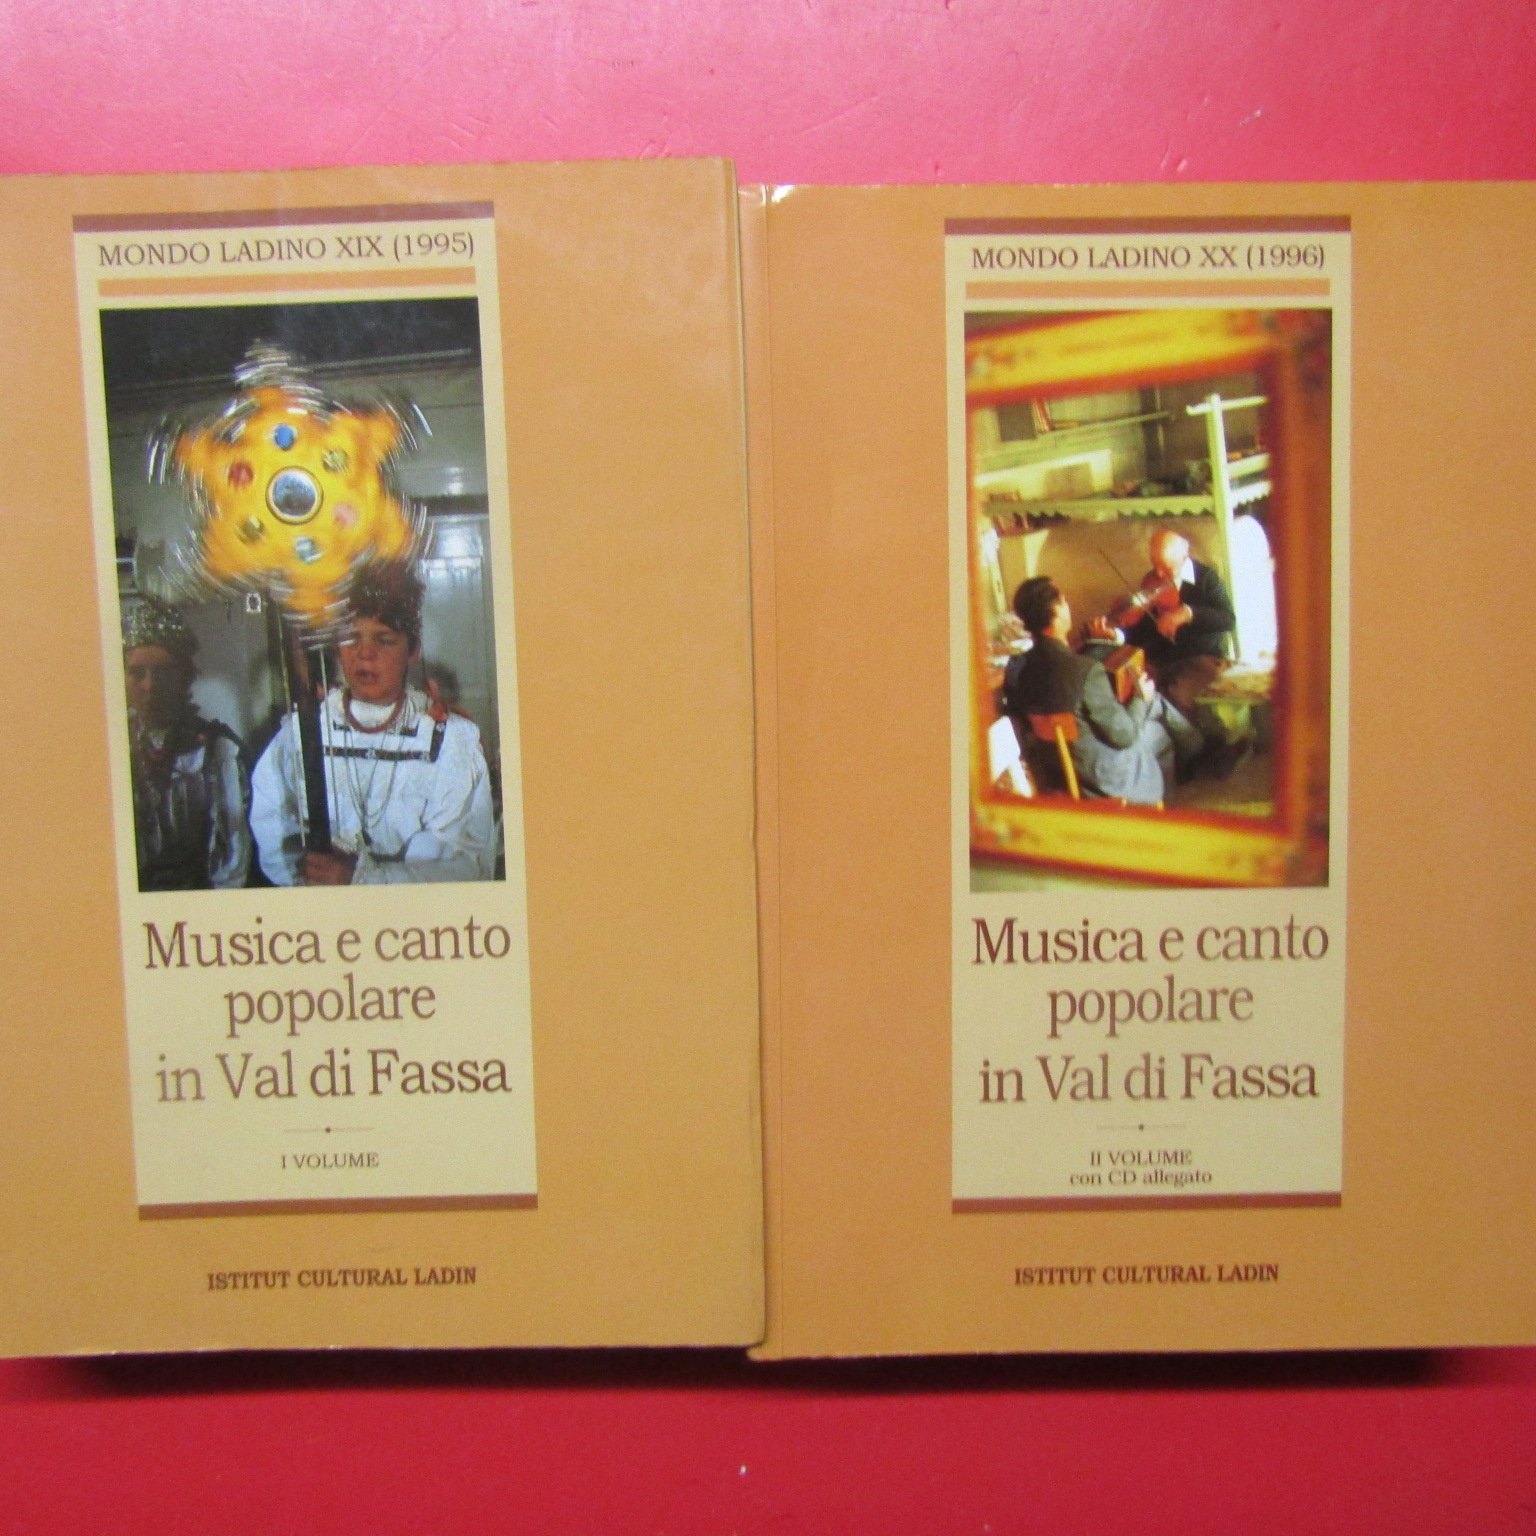 MONDO LADINO XIX (1995)
Musica e canto
popolare
in Val di Fassa
I VOLUME
ISTITUT CULTURAL LADIN
MONDO LADINO XX (1996)
Musica e canto
popolare
in Val di Fassa
II VOLUME
con CD allegato
ISTITUT CULTURAL LADIN